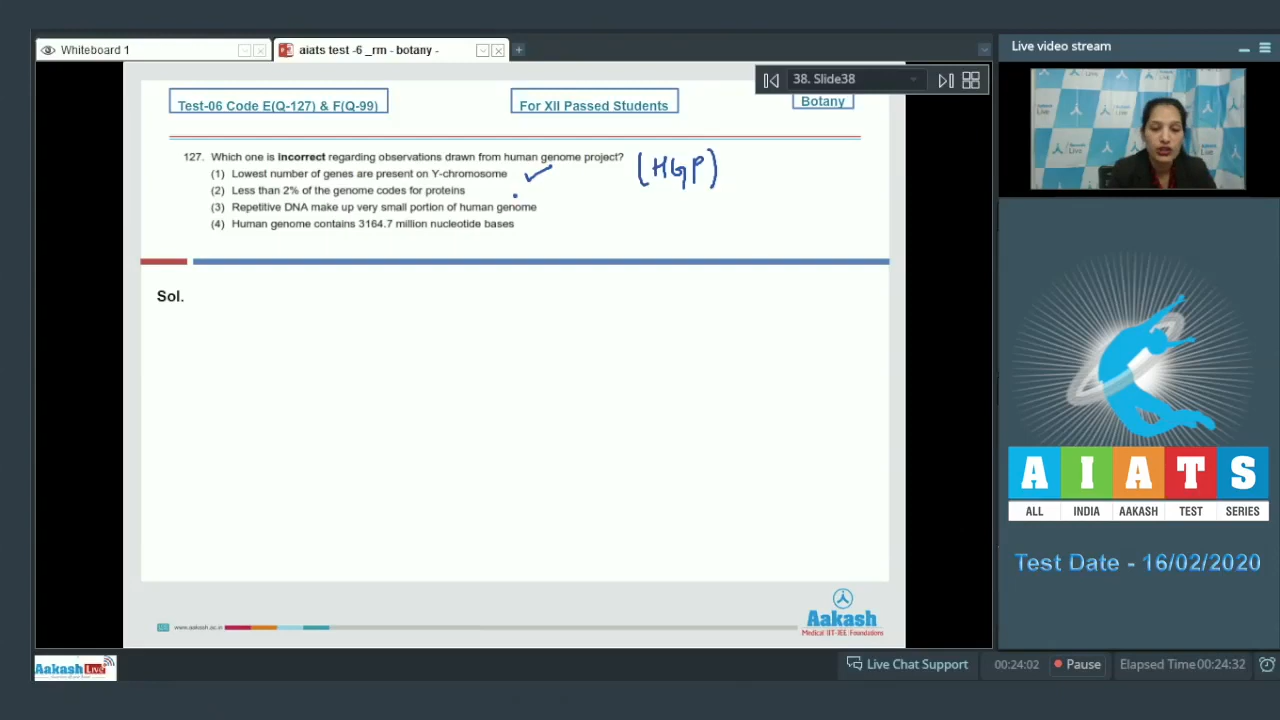 Whiteboard 1
aiats test -6 _rm - botany -
Live video stream
38. Slide38
Test-06 Code E(Q-127) & F(Q-99)
For XII Passed Students
Botany
127. Which one is incorrect regarding observations drawn from human genome project?
(HGP)
(1) Lowest number of genes are present on Y-chromosome
(2) Less than 2% of the genome codes for proteins
(3) Repetitive DNA make up very small portion of human genome
(4) Human genome contains 3164.7 million nucleotide bases
Sol.
A I A T S
ALL INDIA AAKASH TEST SERIES
Test Date - 16/02/2020
www.aakash.ac.in
Aakash
Medical IIT-JEE Foundations
Aakash Live
Live Chat Support
00:24:02
Pause
Elapsed Time 00:24:32